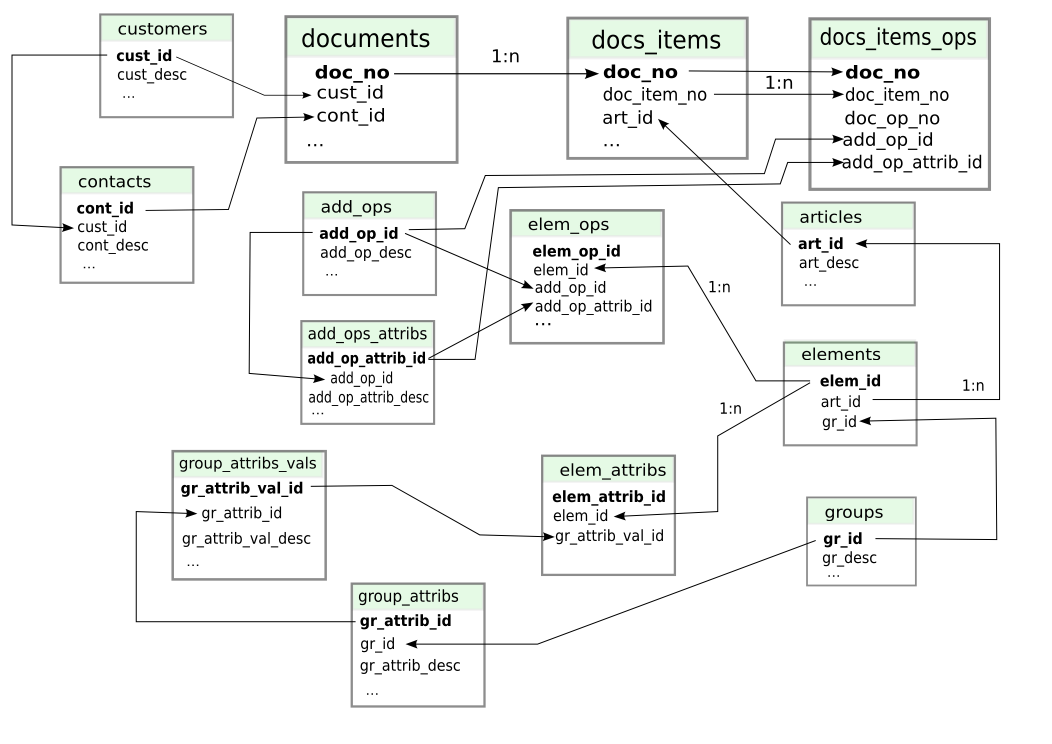 customers
cust_id
cust_desc
...
documents
doc_no
cust_id
cont_id
...
1:n
docs_items
doc_no
doc_item_no
art_id
...
1:n
docs_items_ops
doc_no
doc_item_no
doc_op_no
add_op_id
add_op_attrib_id
contacts
cont_id
cust_id
cont_desc
...
add_ops
add_op_id
add_op_desc
...
elem_ops
elem_op_id
elem_id
add_op_id
add_op_attrib_id
...
1:n
articles
art_id
art_desc
...
add_ops_attribs
add_op_attrib_id
add_op_id
add_op_attrib_desc
...
elements
elem_id
art_id
gr_id
1:n
1:n
group_attribs_vals
gr_attrib_val_id
gr_attrib_id
gr_attrib_val_desc
...
elem_attribs
elem_attrib_id
elem_id
gr_attrib_val_id
groups
gr_id
gr_desc
...
group_attribs
gr_attrib_id
gr_id
gr_attrib_desc
...